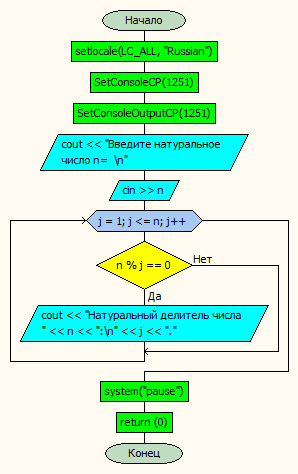 Начало
setlocale(LC_ALL, "Russian")
SetConsoleCP(1251)
SetConsoleOutputCP(1251)
cout << "Введите натуральное
число n=  \n"
cin >> n
j = 1; j <= n; j++
n % j == 0
Нет
Да
cout << "Натуральный делитель числа
" << n << ":\n" << j << "."
system("pause")
return (0)
Конец